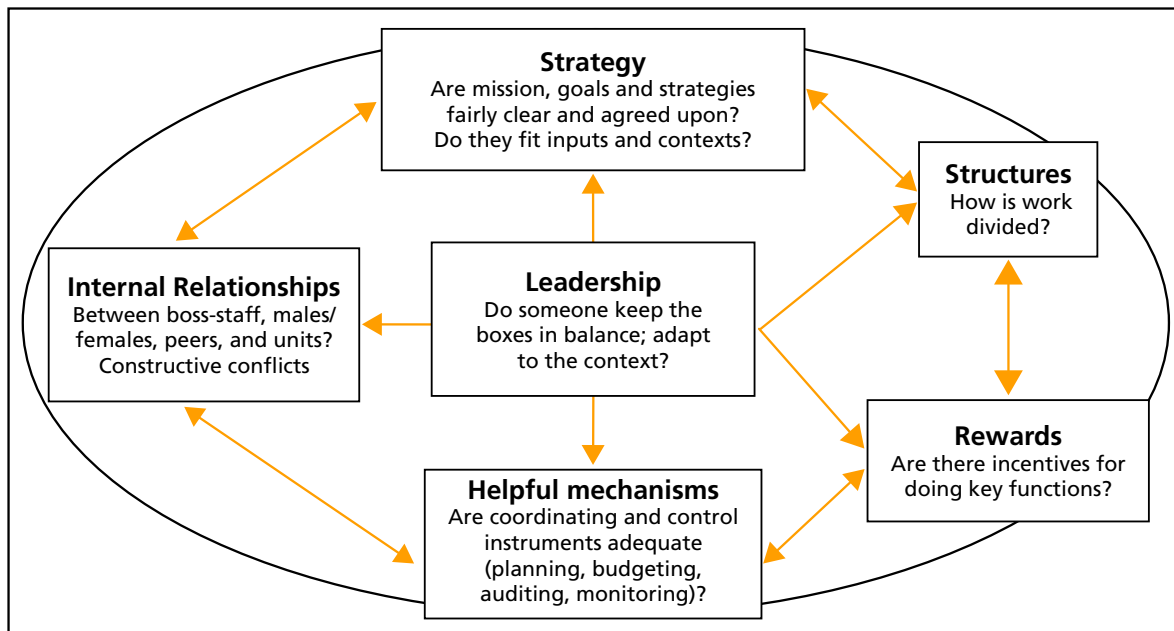 Strategy
Are mission, goals and strategies
fairly clear and agreed upon?
Do they fit inputs and contexts?
Structures
How is work
divided?
Internal Relationships
Between boss-staff, males/
females, peers, and units?
Constructive conflicts
Leadership
Do someone keep the
boxes in balance; adapt
to the context?
Rewards
Are there incentives for
doing key functions?
Helpful mechanisms
Are coordinating and control
instruments adequate
(planning, budgeting,
auditing, monitoring)?